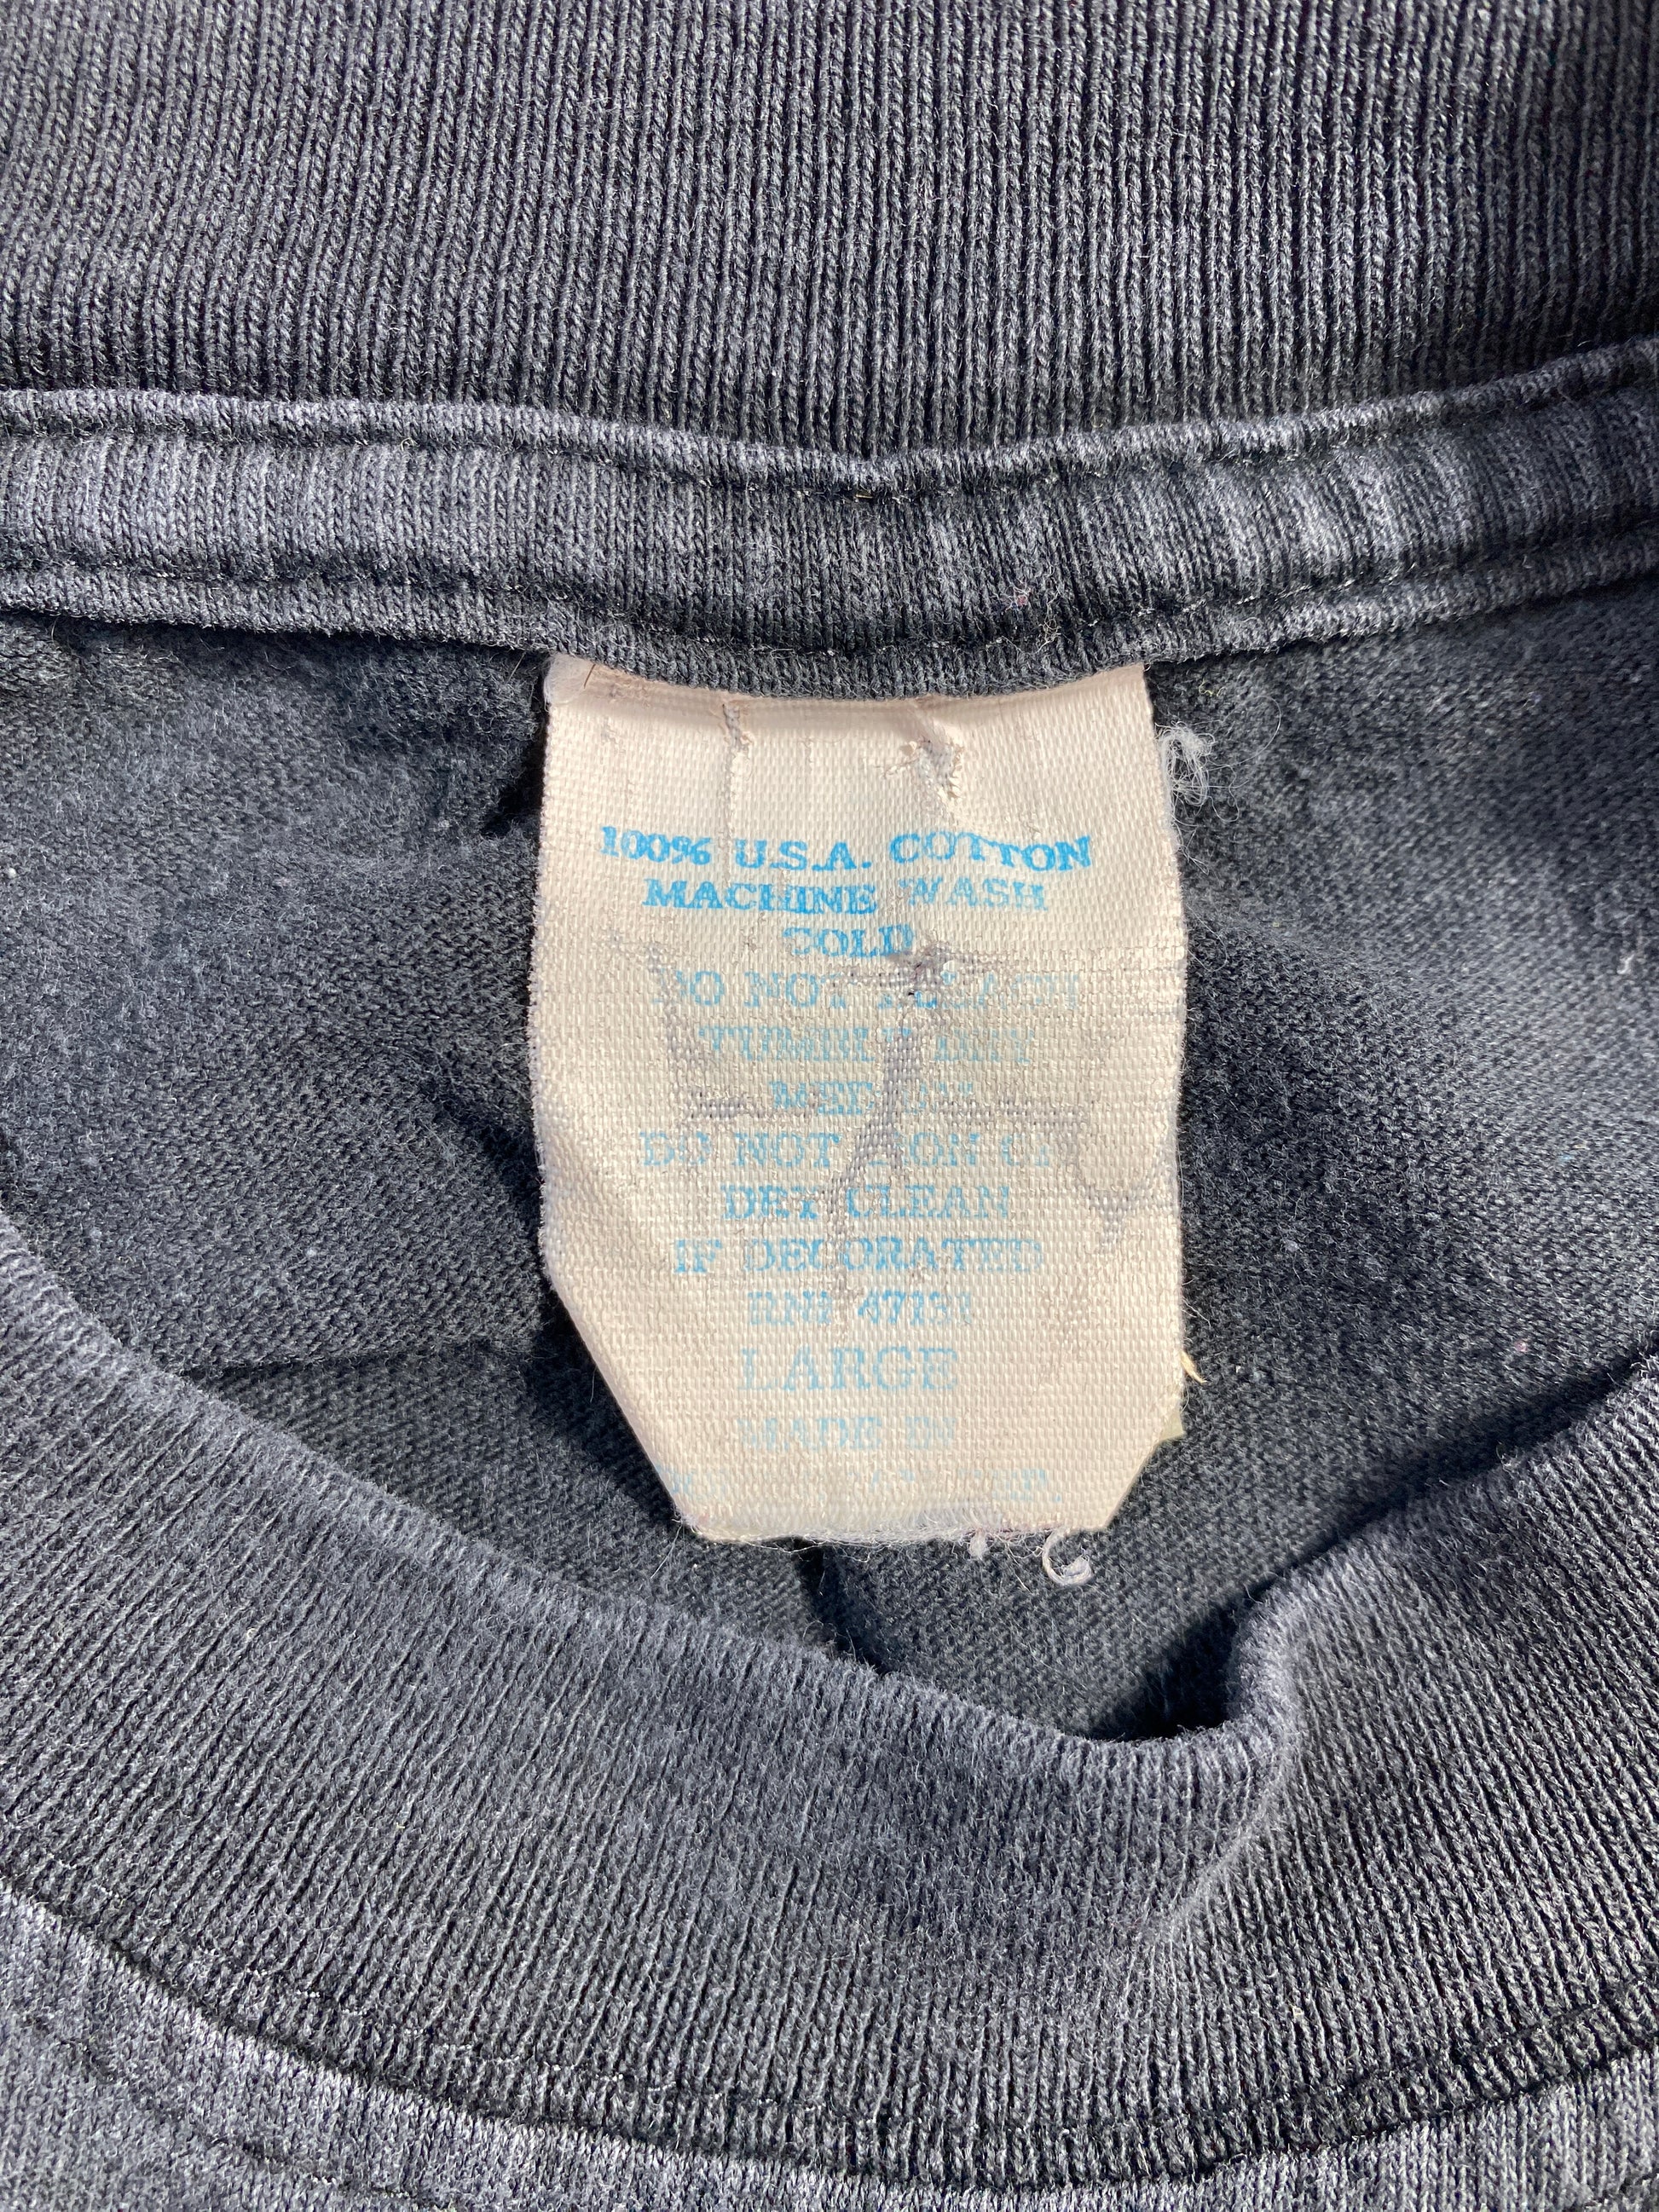 100% U.S.A. COTTON
MACHINE WASH
COLD
DO NOT BLEACH
TUMBLE DRY
MEDIUM
DO NOT IRON
DRY CLEAN
IF DECORATED
RN#
LARGE
MADE IN